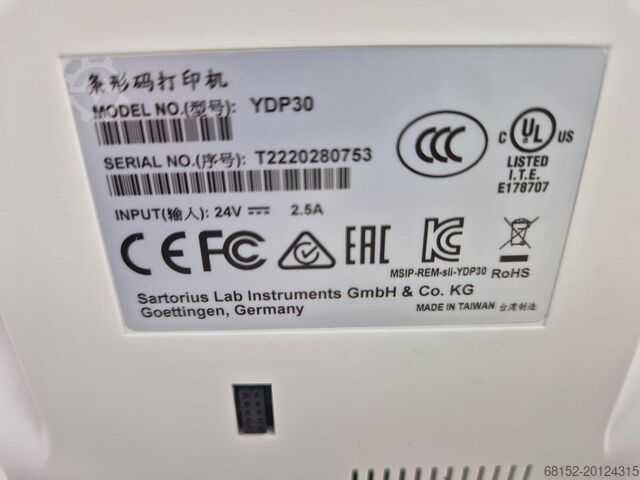 条形码打印机
MODEL NO.(型号): YDP30
SERIAL NO.(序号): T2220280753
INPUT(输入): 24V ⎓ 2.5A
CCC
C UL US
LISTED
I.T.E.
E178707
CE FC EAC KC
MSIP-REM-sli-YDP30 RoHS
Sartorius Lab Instruments GmbH & Co. KG
Goettingen, Germany
MADE IN TAIWAN 台湾制造
68152-20124315